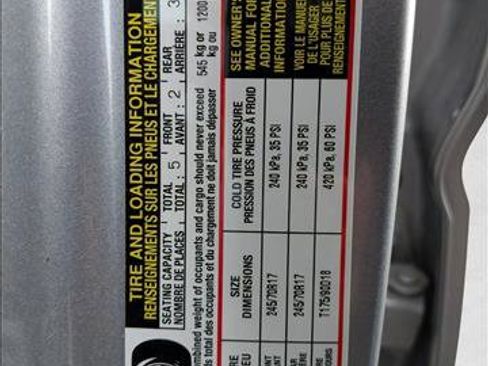 TIRE AND LOADING INFORMATION
RENSEIGNEMENTS SUR LES PNEUS ET LE CHARGEMENT
SEATING CAPACITY TOTAL: 5 FRONT 2 REAR 3
NOMBRE DE PLACES TOTAL: AVANT: ARRIÈRE:
combined weight of occupants and cargo should never exceed 545 kg or 1200
total des occupants et du chargement ne doit jamais dépasser kg ou
SIZE COLD TIRE PRESSURE SEE OWNER'S
DIMENSIONS PRESSION DES PNEUS À FROID MANUAL FOR
ADDITIONAL
INFORMATION
245/70R17 240 kPa, 35 PSI
245/70R17 240 kPa, 35 PSI
T175/90D18 420 kPa, 60 PSI
VOIR LE MANUEL
DE L'USAGER
POUR PLUS DE
RENSEIGNEMENTS